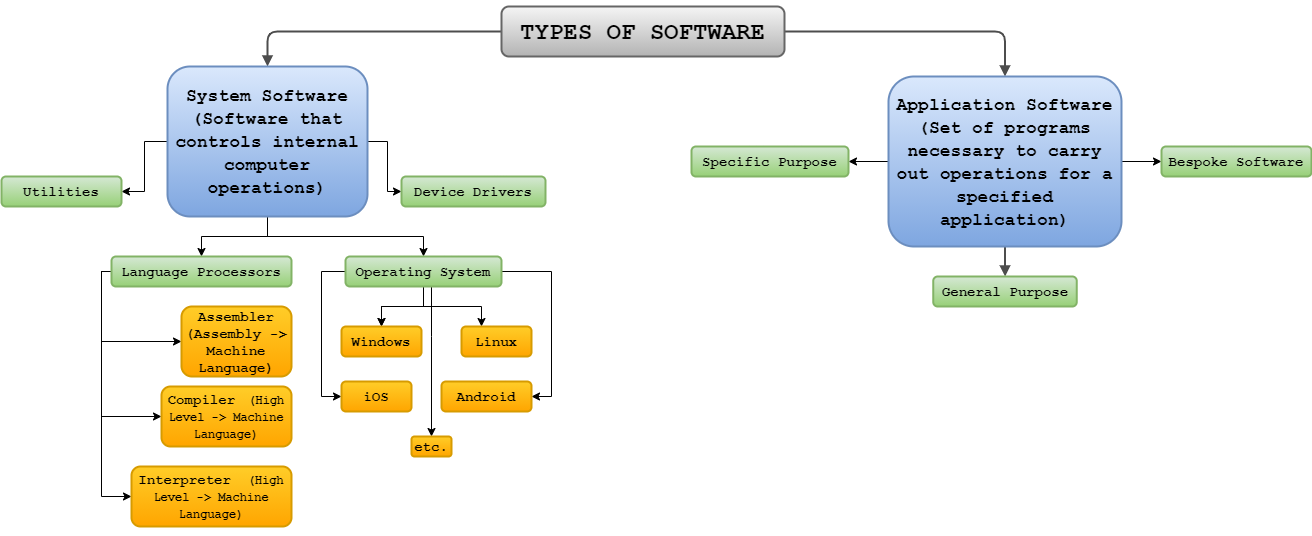 TYPES OF SOFTWARE
System Software
(Software that
controls internal
computer
operations)
Utilities
Device Drivers
Language Processors
Assembler
(Assembly ->
Machine
Language)
Compiler (High
Level -> Machine
Language)
Interpreter (High
Level -> Machine
Language)
Operating System
Windows
Linux
iOS
Android
etc.
Application Software
(Set of programs
necessary to carry
out operations for a
specified
application)
Specific Purpose
Bespoke Software
General Purpose